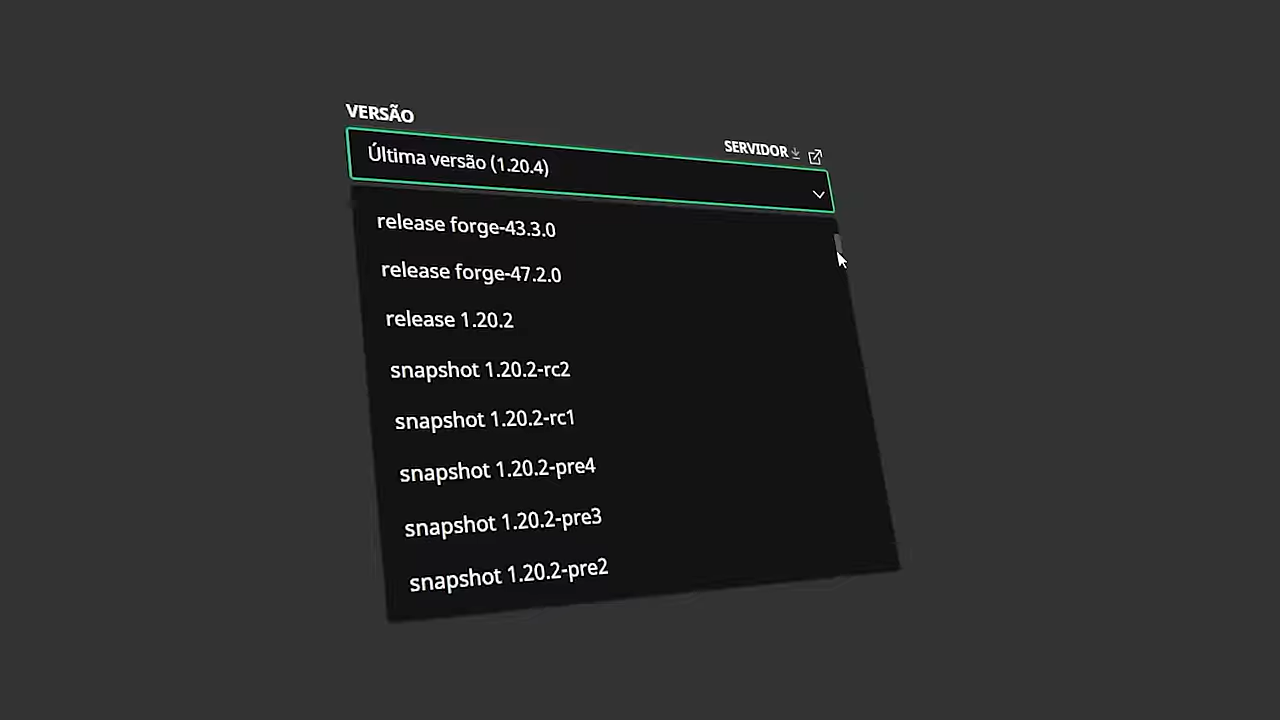 VERSÃO
SERVIDOR
Última versão (1.20.4)
release forge-43.3.0
release forge-47.2.0
release 1.20.2
snapshot 1.20.2-rc2
snapshot 1.20.2-rc1
snapshot 1.20.2-pre4
snapshot 1.20.2-pre3
snapshot 1.20.2-pre2